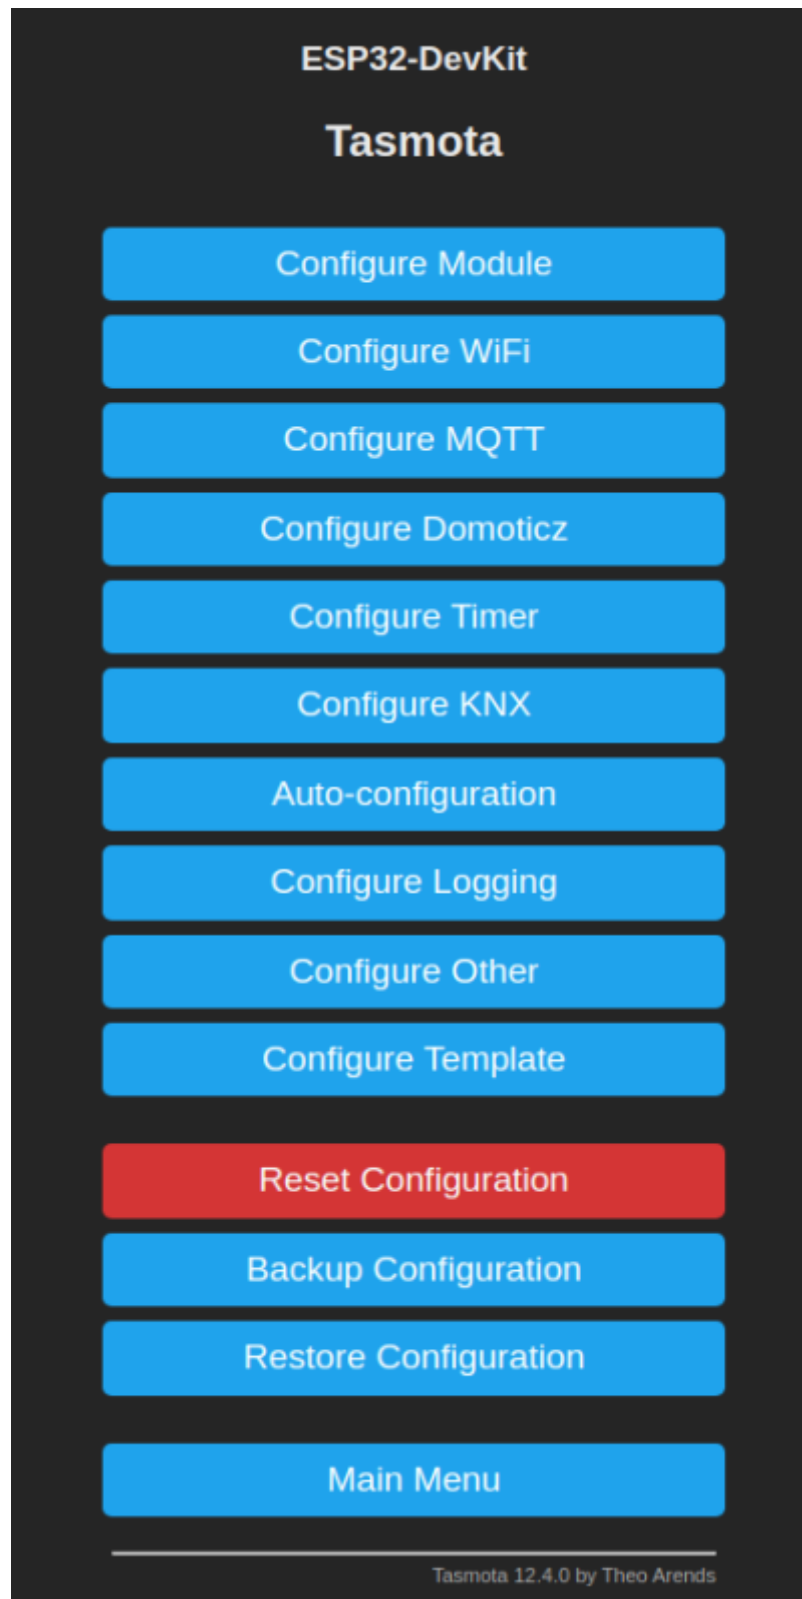 ESP32-DevKit
Tasmota
Configure Module
Configure WiFi
Configure MQTT
Configure Domoticz
Configure Timer
Configure KNX
Auto-configuration
Configure Logging
Configure Other
Configure Template
Reset Configuration
Backup Configuration
Restore Configuration
Main Menu
Tasmota 12.4.0 by Theo Arends